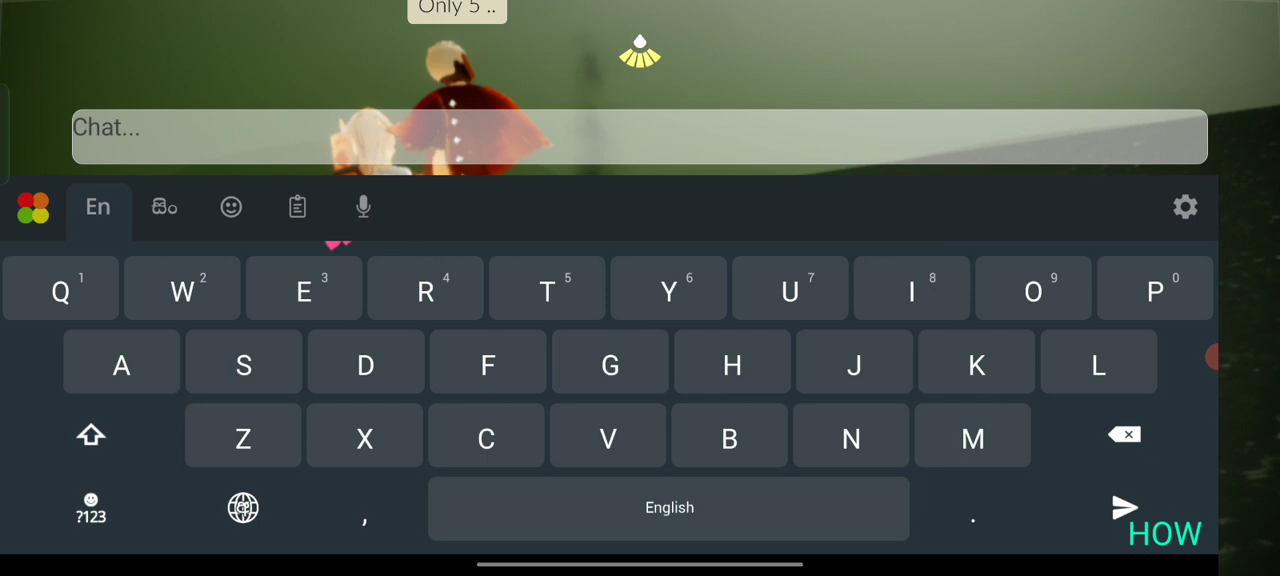 Only 5 ..
Chat...
En සිං
Q 1 W 2 E 3 R 4 T 5 Y 6 U 7 I 8 O 9 P 0
A S D F G H J K L
Z X C V B N M
?123 , English .
HOW